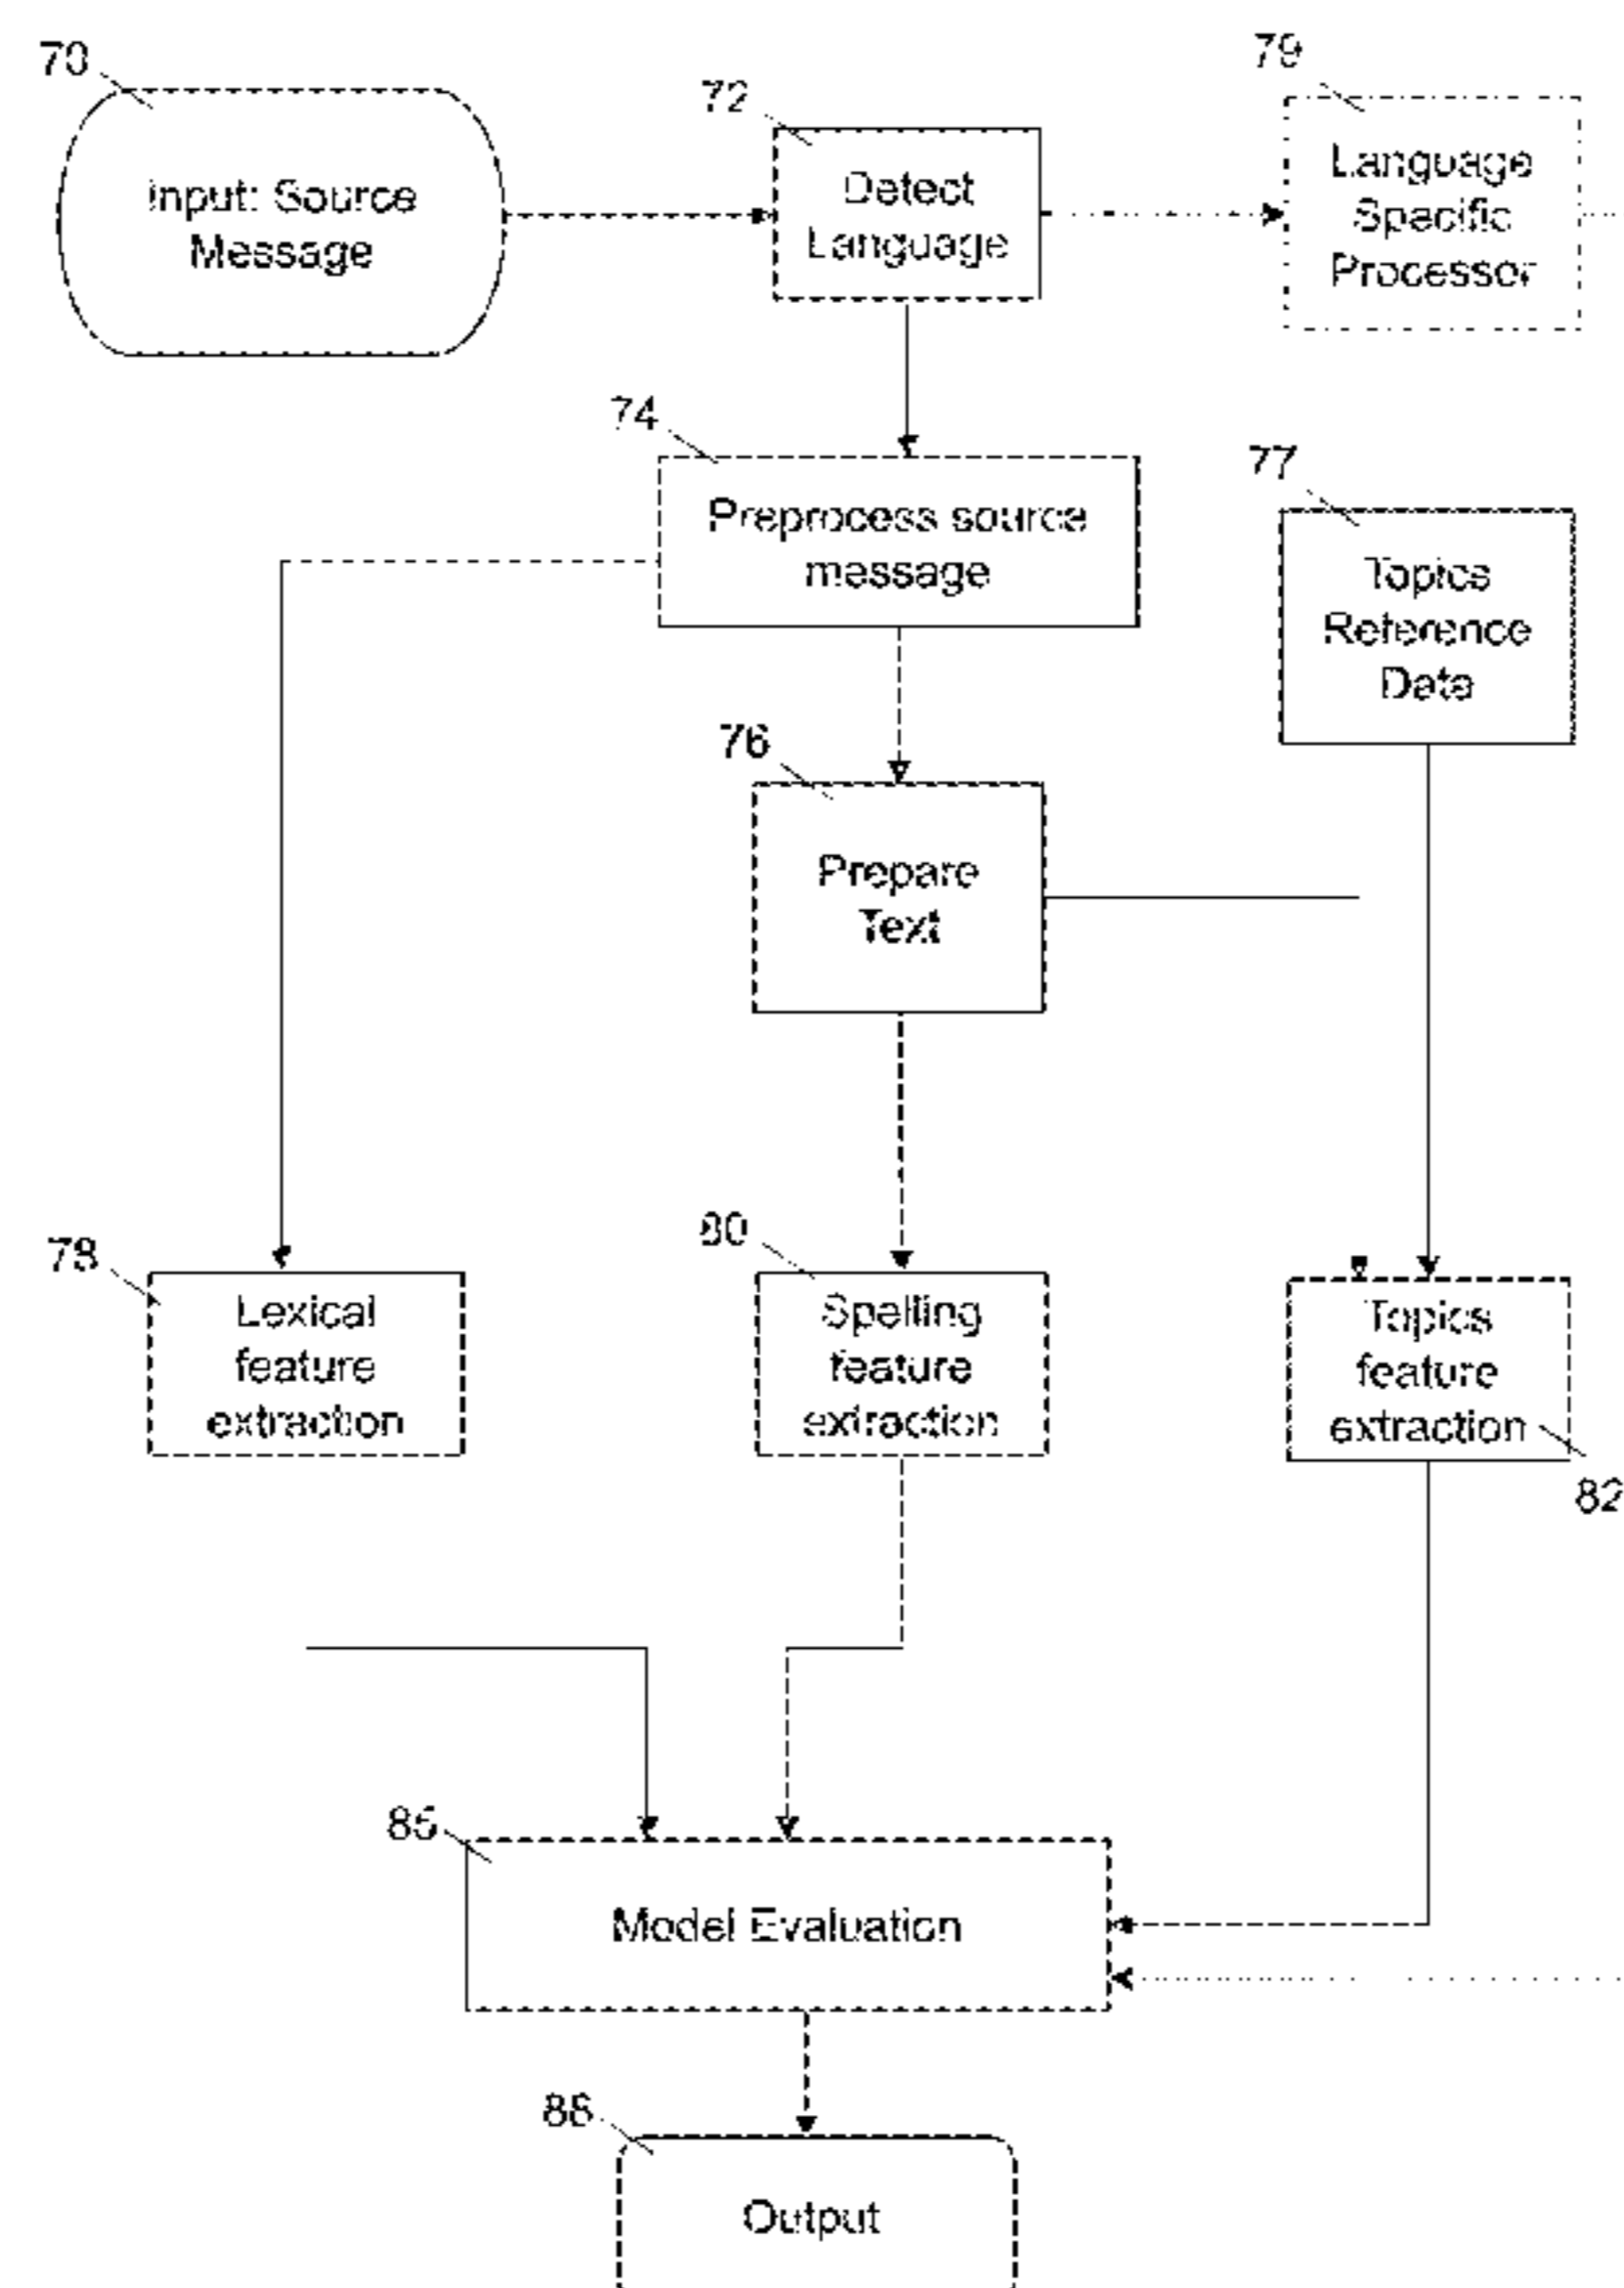 70
Input: Source
Message
72
Detect
Language
79
Language
Specific
Processor
74
Preprocess source
message
77
Topics
Reference
Data
76
Prepare
Text
78
Lexical
feature
extraction
80
Spelling
feature
extraction
Topics
feature
extraction
82
85
Model Evaluation
Output